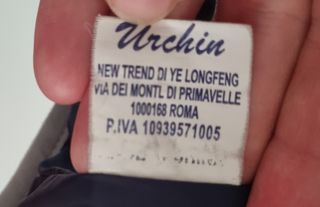 Urchin
NEW TREND DI YE LONGFENG
VIA DEI MONTI DI PRIMAVELLE
1000168 ROMA
P.IVA 10939571005